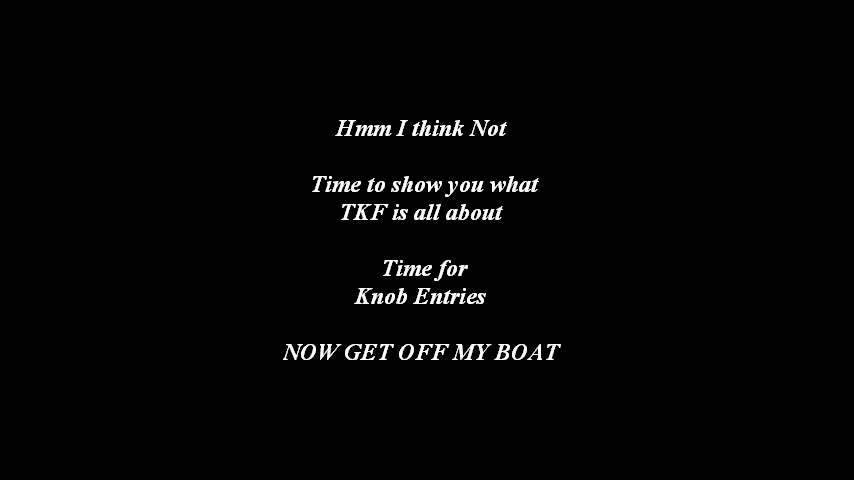 Hmm I think Not
Time to show you what
TKF is all about
Time for
Knob Entries
NOW GET OFF MY BOAT